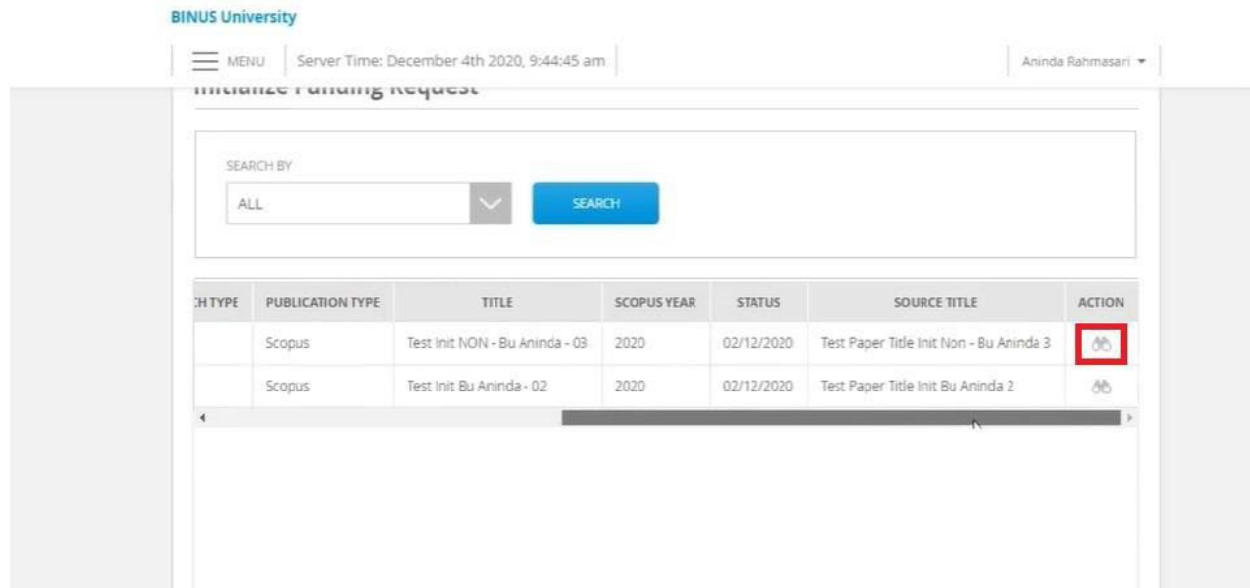 BINUS University
MENU Server Time: December 4th 2020, 9:44:45 am Aninda Rahmasari
Initialize Funding Request
SEARCH BY
ALL SEARCH
CH TYPE PUBLICATION TYPE TITLE SCOPUS YEAR STATUS SOURCE TITLE ACTION
Scopus Test Init NON - Bu Aninda - 03 2020 02/12/2020 Test Paper Title Init Non - Bu Aninda 3
Scopus Test Init Bu Aninda - 02 2020 02/12/2020 Test Paper Title Init Bu Aninda 2